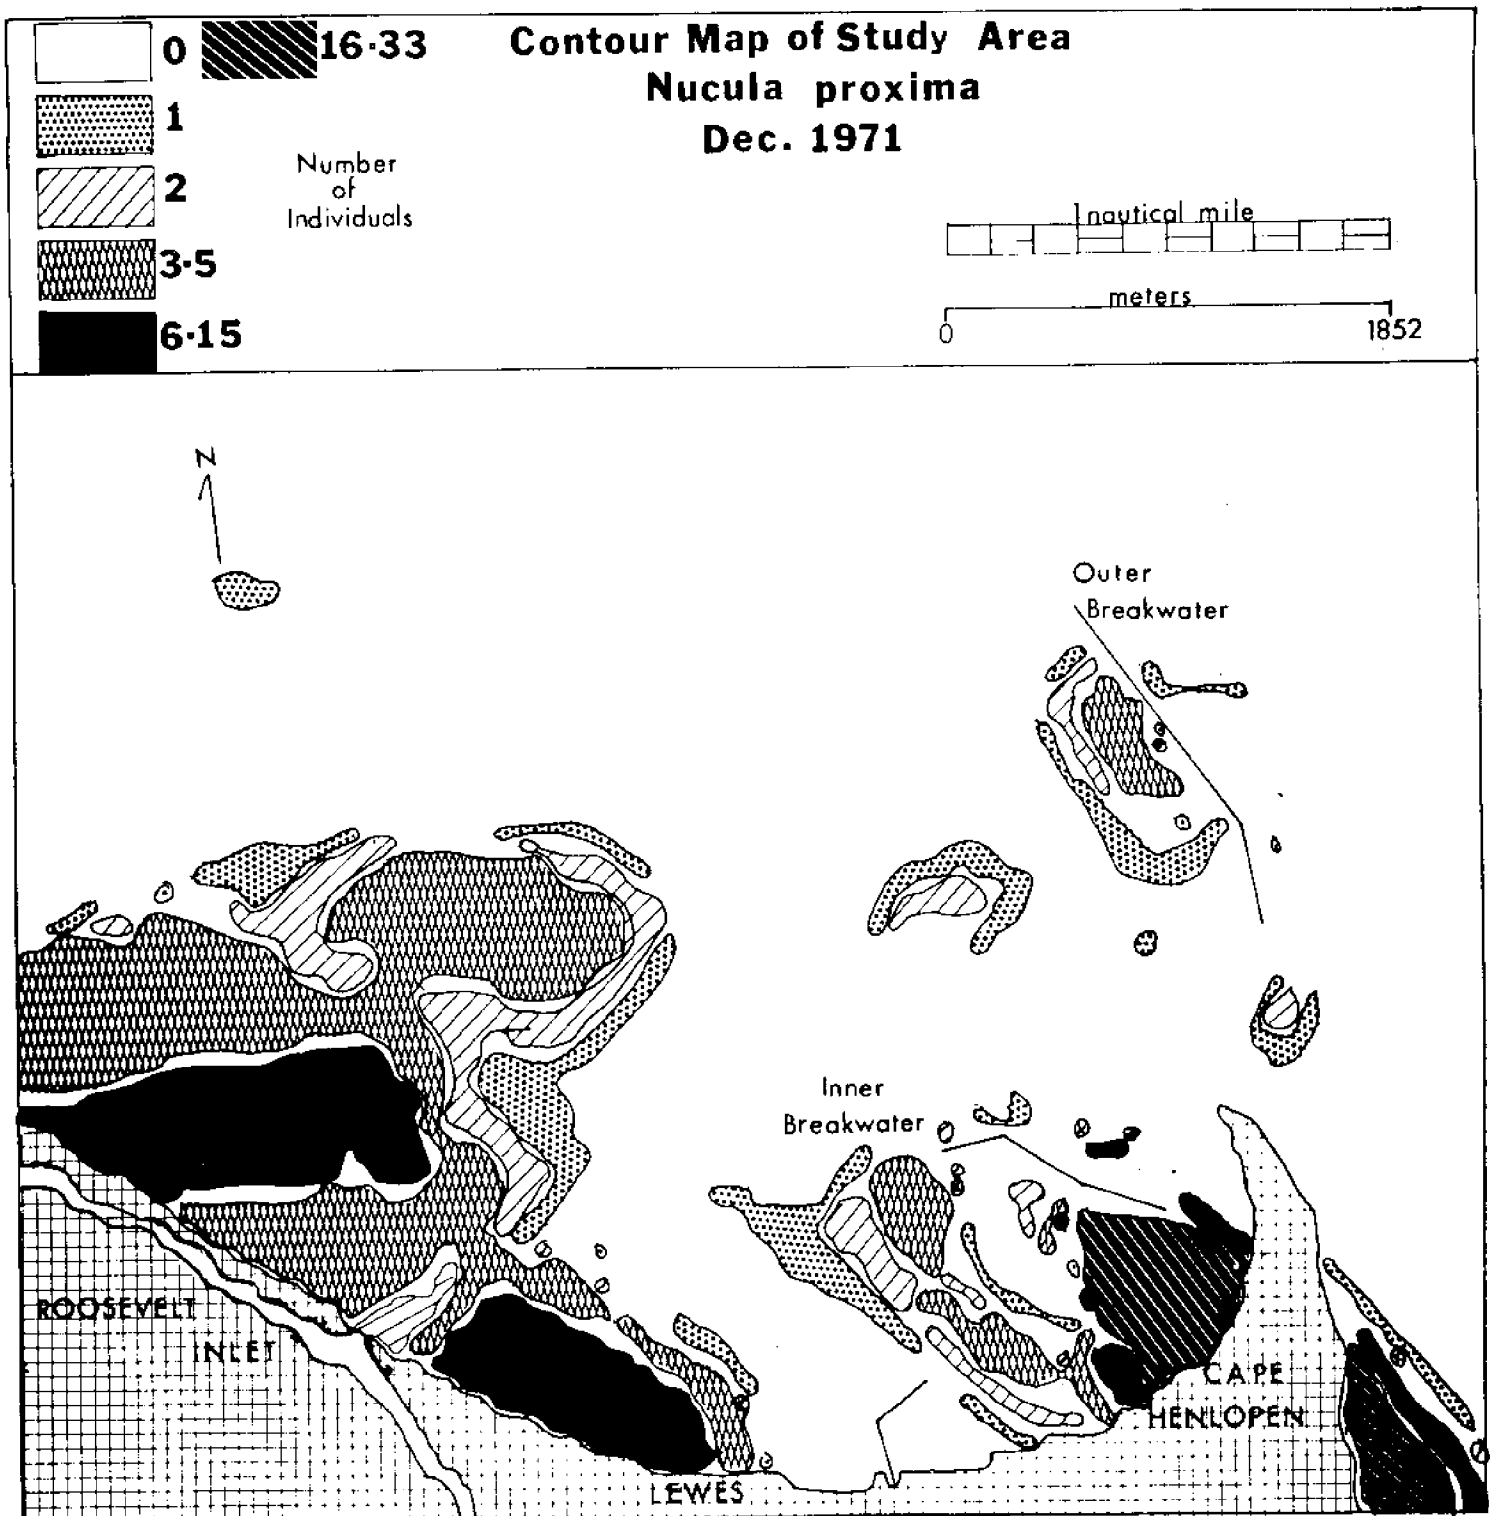 0
16·33
1
2
3·5
6·15
Number
of
Individuals
Contour Map of Study Area
Nucula proxima
Dec. 1971
1 nautical mile
meters
0
1852
N
Outer
Breakwater
Inner
Breakwater
ROOSEVELT
INLET
CAPE
HENLOPEN
LEWES